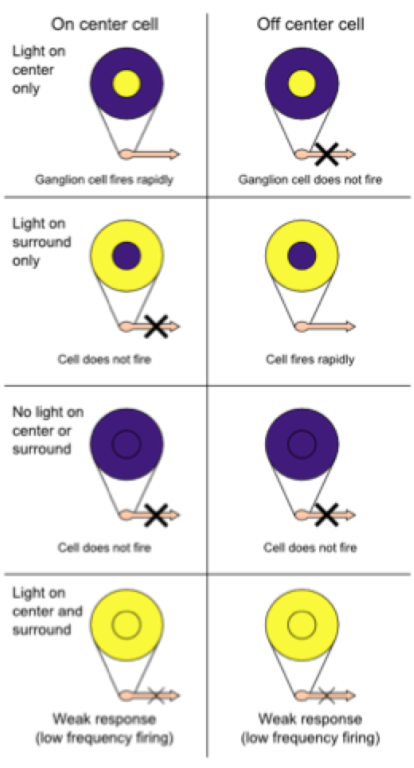 On center cell
Off center cell
Light on
center
only
Ganglion cell fires rapidly
Ganglion cell does not fire
Light on
surround
only
Cell does not fire
Cell fires rapidly
No light on
center or
surround
Cell does not fire
Cell does not fire
Light on
center and
surround
Weak response
(low frequency firing)
Weak response
(low frequency firing)